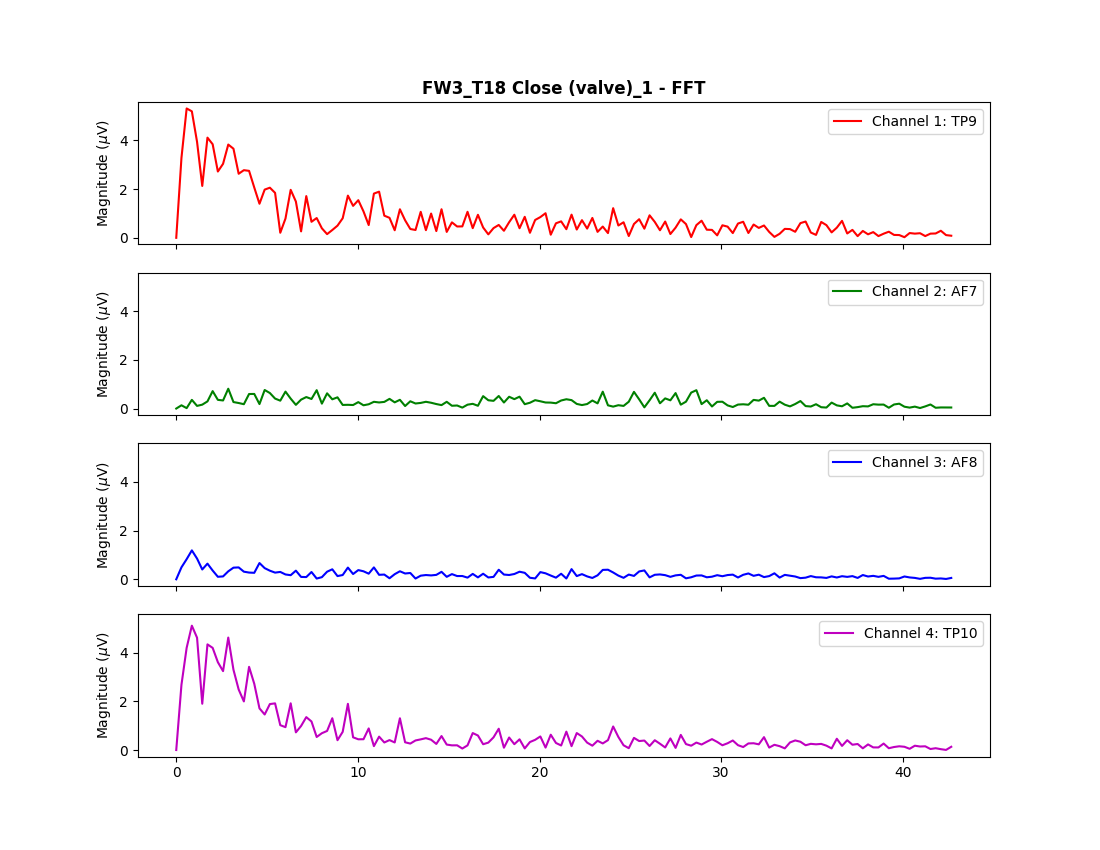 FW3_T18 Close (valve)_1 - FFT
Channel 1: TP9
Magnitude (μV)
4
2
0
Channel 2: AF7
Magnitude (μV)
4
2
0
Channel 3: AF8
Magnitude (μV)
4
2
0
Channel 4: TP10
Magnitude (μV)
4
2
0
0 10 20 30 40